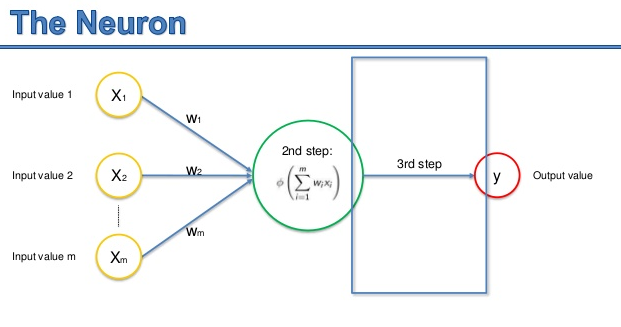 The Neuron
Input value 1
X1
W1
2nd step:
ϕ(∑wixi)
m
i=1
3rd step
Input value 2
X2
W2
y
Output value
Wm
Input value m
Xm